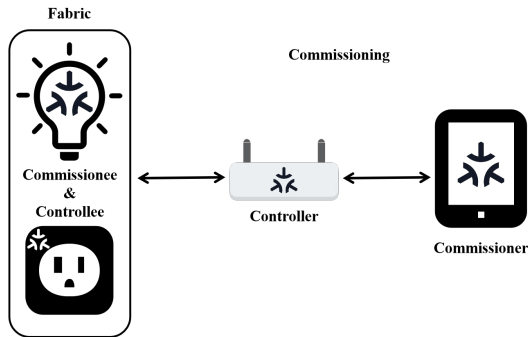 Fabric
Commissioning
Commissionee
&
Controllee
Controller
Commissioner